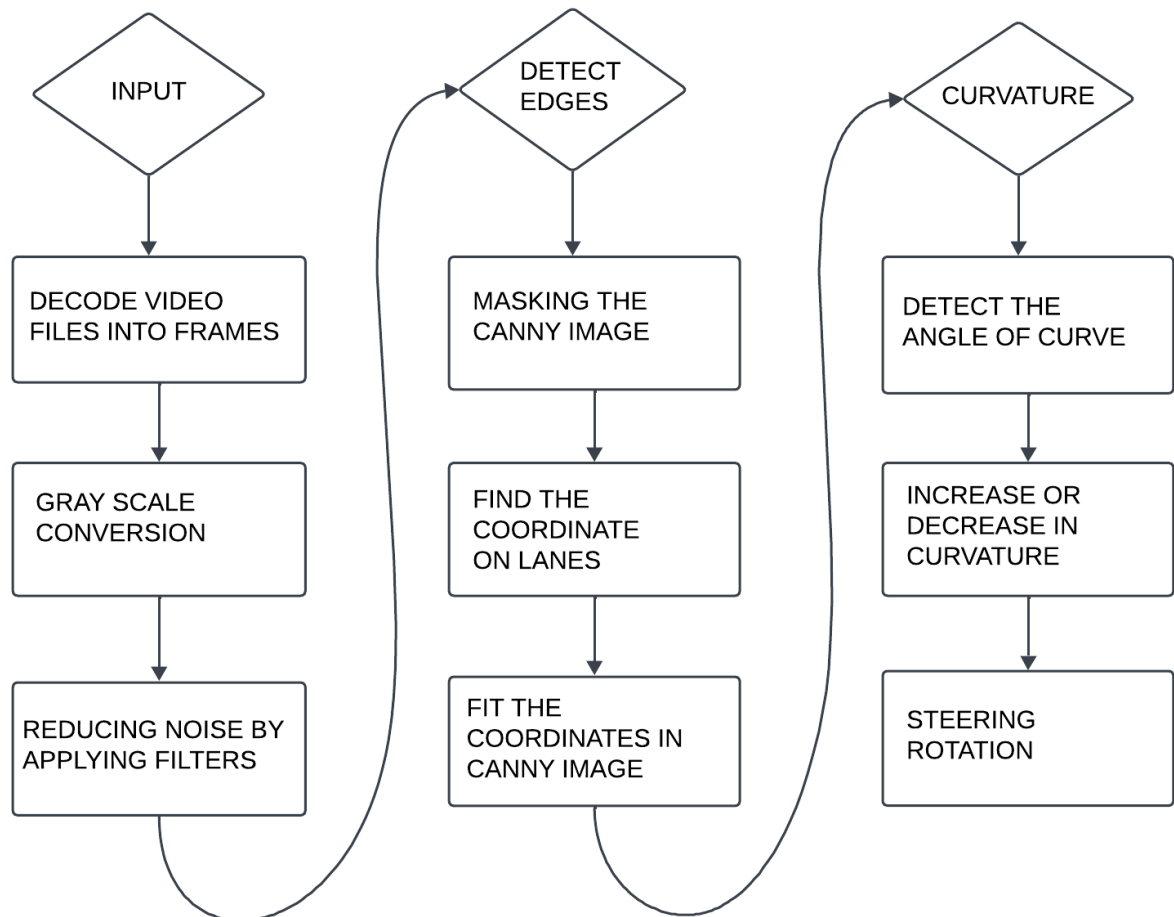 INPUT
DECODE VIDEO
FILES INTO FRAMES
GRAY SCALE
CONVERSION
REDUCING NOISE BY
APPLYING FILTERS
DETECT
EDGES
MASKING THE
CANNY IMAGE
FIND THE
COORDINATE
ON LANES
FIT THE
COORDINATES IN
CANNY IMAGE
CURVATURE
DETECT THE
ANGLE OF CURVE
INCREASE OR
DECREASE IN
CURVATURE
STEERING
ROTATION